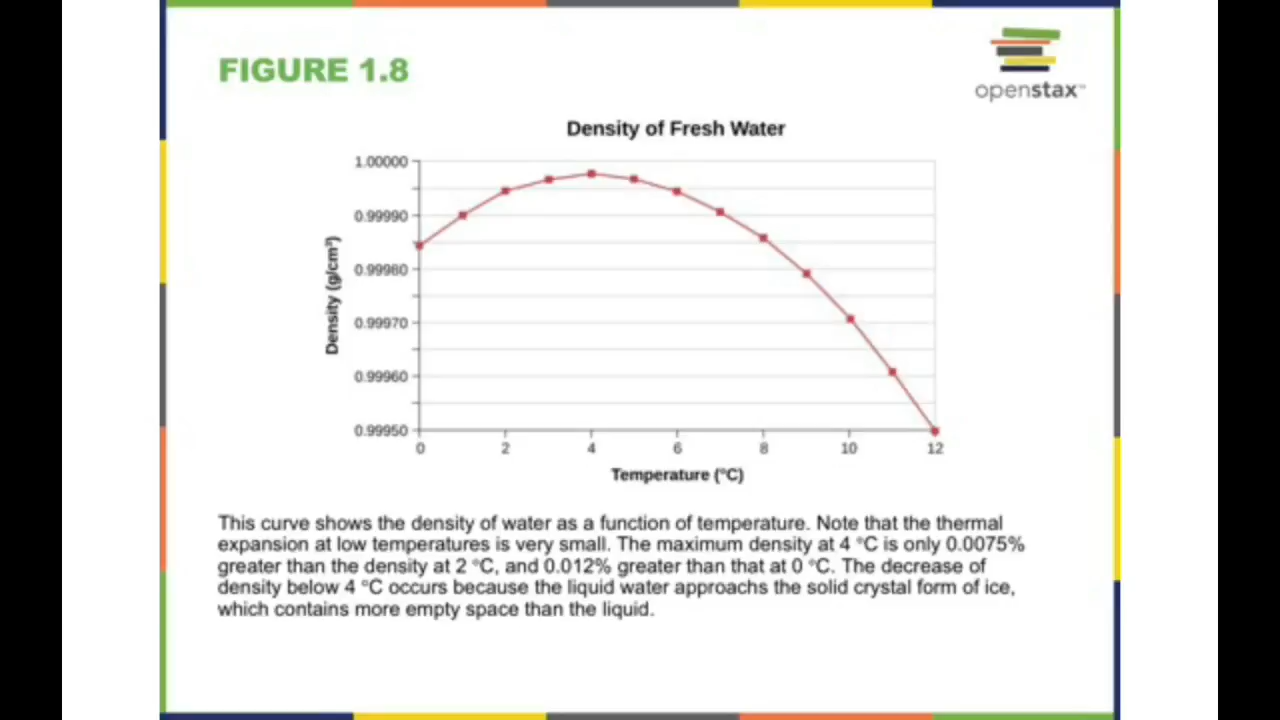 FIGURE 1.8
openstax™
Density of Fresh Water
1.00000
0.99990
0.99980
0.99970
0.99960
0.99950
Density (g/cm³)
0 2 4 6 8 10 12
Temperature (°C)
This curve shows the density of water as a function of temperature. Note that the thermal
expansion at low temperatures is very small. The maximum density at 4 °C is only 0.0075%
greater than the density at 2 °C, and 0.012% greater than that at 0 °C. The decrease of
density below 4 °C occurs because the liquid water approachs the solid crystal form of ice,
which contains more empty space than the liquid.